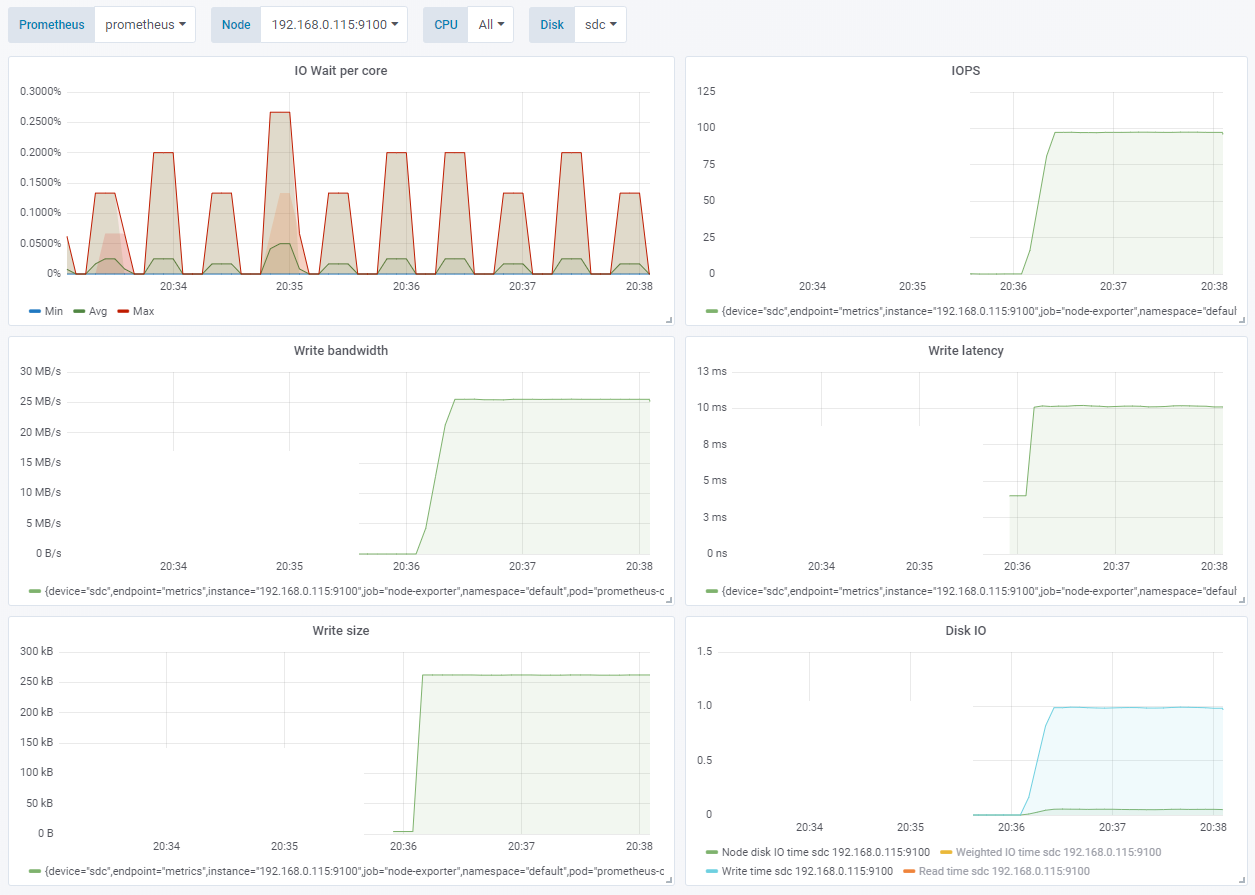 Prometheus prometheus Node 192.168.0.115:9100 CPU All Disk sdc
IO Wait per core
0.3000%
0.2500%
0.2000%
0.1500%
0.1000%
0.0500%
0%
20:34 20:35 20:36 20:37 20:38
Min Avg Max
IOPS
125
100
75
50
25
0
20:34 20:35 20:36 20:37 20:38
{device="sdc",endpoint="metrics",instance="192.168.0.115:9100",job="node-exporter",namespace="defaul
Write bandwidth
30 MB/s
25 MB/s
20 MB/s
15 MB/s
10 MB/s
5 MB/s
0 B/s
20:34 20:35 20:36 20:37 20:38
{device="sdc",endpoint="metrics",instance="192.168.0.115:9100",job="node-exporter",namespace="default",pod="prometheus-c
Write latency
13 ms
10 ms
8 ms
5 ms
3 ms
0 ns
20:34 20:35 20:36 20:37 20:38
{device="sdc",endpoint="metrics",instance="192.168.0.115:9100",job="node-exporter",namespace="defaul
Write size
300 kB
250 kB
200 kB
150 kB
100 kB
50 kB
0 B
20:34 20:35 20:36 20:37 20:38
{device="sdc",endpoint="metrics",instance="192.168.0.115:9100",job="node-exporter",namespace="default",pod="prometheus-c
Disk IO
1.5
1.0
0.5
0
20:34 20:35 20:36 20:37 20:38
Node disk IO time sdc 192.168.0.115:9100 Weighted IO time sdc 192.168.0.115:9100
Write time sdc 192.168.0.115:9100 Read time sdc 192.168.0.115:9100